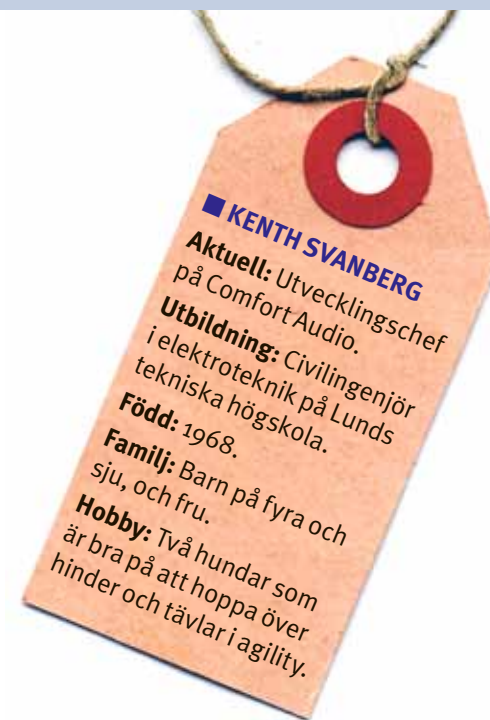 ■ KENTH SVANBERG
Aktuell: Utvecklingschef
på Comfort Audio.
Utbildning: Civilingenjör
i elektroteknik på Lunds
tekniska högskola.
Född: 1968.
Familj: Barn på fyra och
sju, och fru.
Hobby: Två hundar som
är bra på att hoppa över
hinder och tävlar i agility.